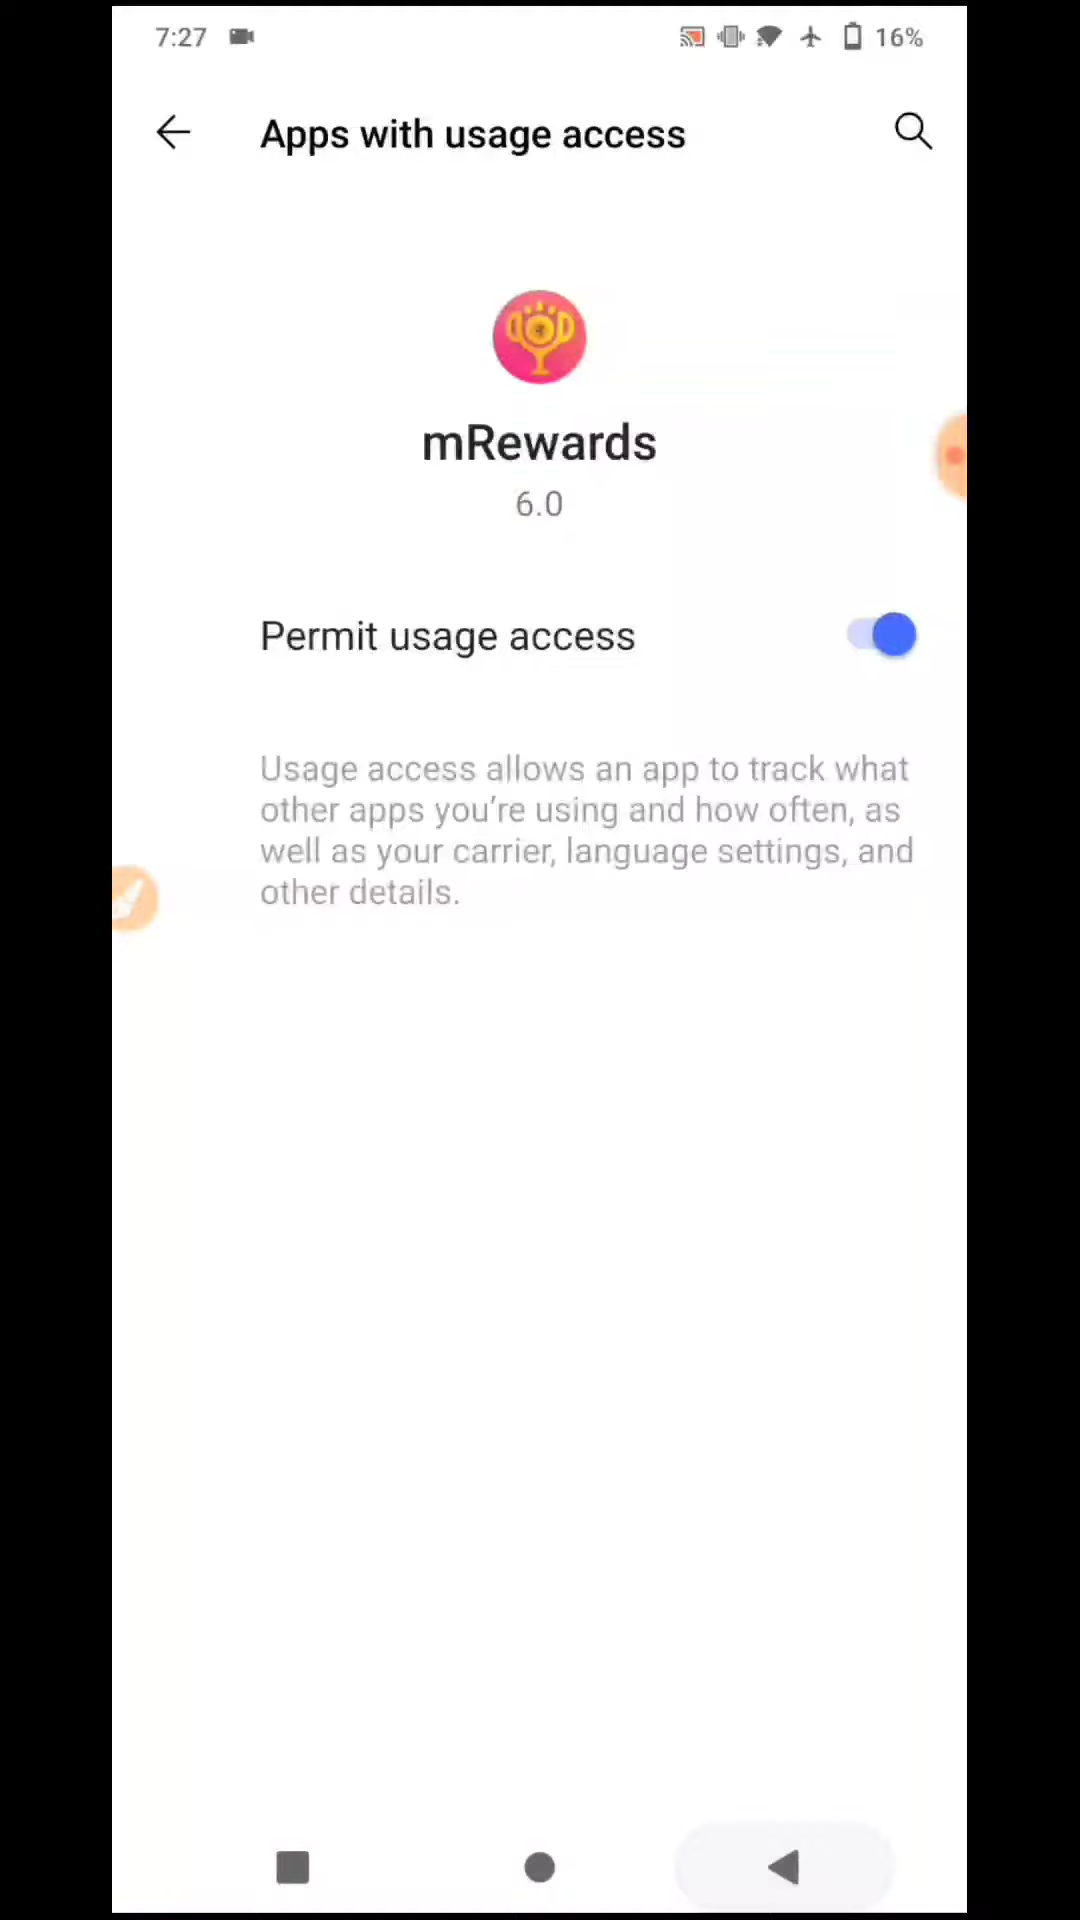 7:27 16%
Apps with usage access
mRewards
6.0
Permit usage access
Usage access allows an app to track what
other apps you’re using and how often, as
well as your carrier, language settings, and
other details.